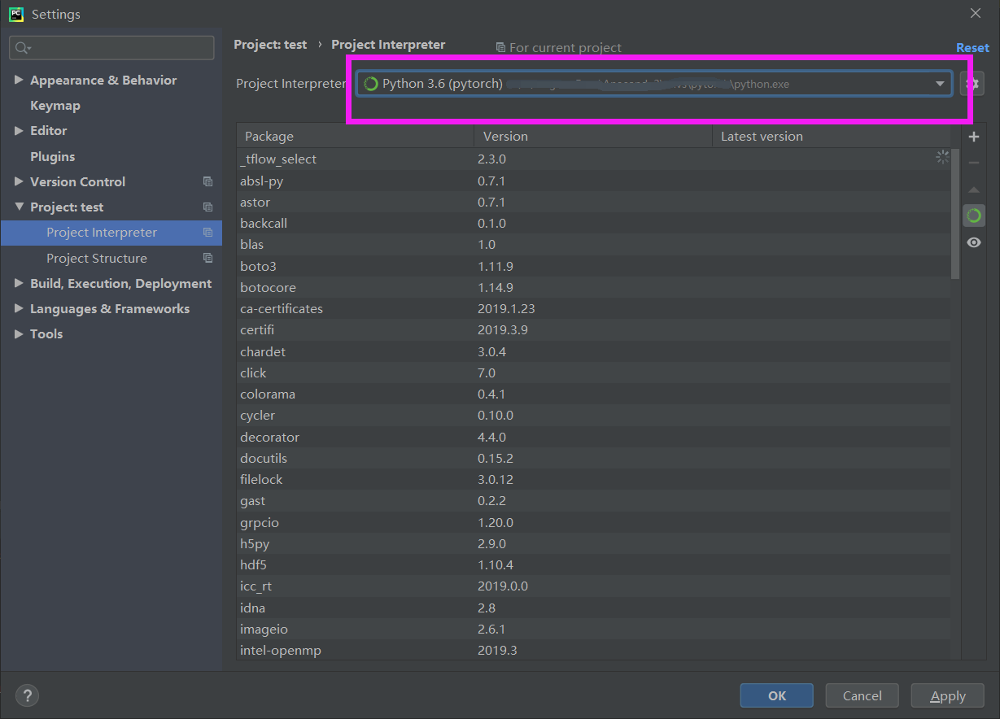 PC Settings
Project: test › Project Interpreter For current project Reset
Project Interpreter Python 3.6 (pytorch) \python.exe
Appearance & Behavior
Keymap
Editor
Plugins
Version Control
Project: test
Project Interpreter
Project Structure
Build, Execution, Deployment
Languages & Frameworks
Tools
Package Version Latest version
_tflow_select 2.3.0
absl-py 0.7.1
astor 0.7.1
backcall 0.1.0
blas 1.0
boto3 1.11.9
botocore 1.14.9
ca-certificates 2019.1.23
certifi 2019.3.9
chardet 3.0.4
click 7.0
colorama 0.4.1
cycler 0.10.0
decorator 4.4.0
docutils 0.15.2
filelock 3.0.12
gast 0.2.2
grpcio 1.20.0
h5py 2.9.0
hdf5 1.10.4
icc_rt 2019.0.0
idna 2.8
imageio 2.6.1
intel-openmp 2019.3
? OK Cancel Apply